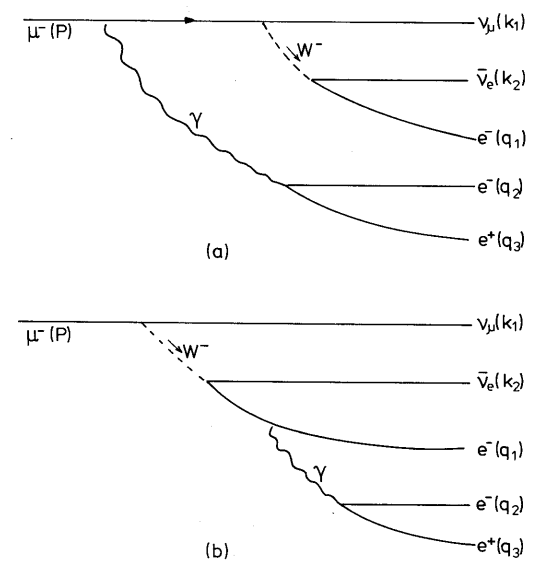 μ⁻(P)
ν_μ(k₁)
W⁻
ν̄_e(k₂)
e⁻(q₁)
γ
e⁻(q₂)
e⁺(q₃)
(a)
μ⁻(P)
ν_μ(k₁)
W⁻
ν̄_e(k₂)
e⁻(q₁)
γ
e⁻(q₂)
e⁺(q₃)
(b)